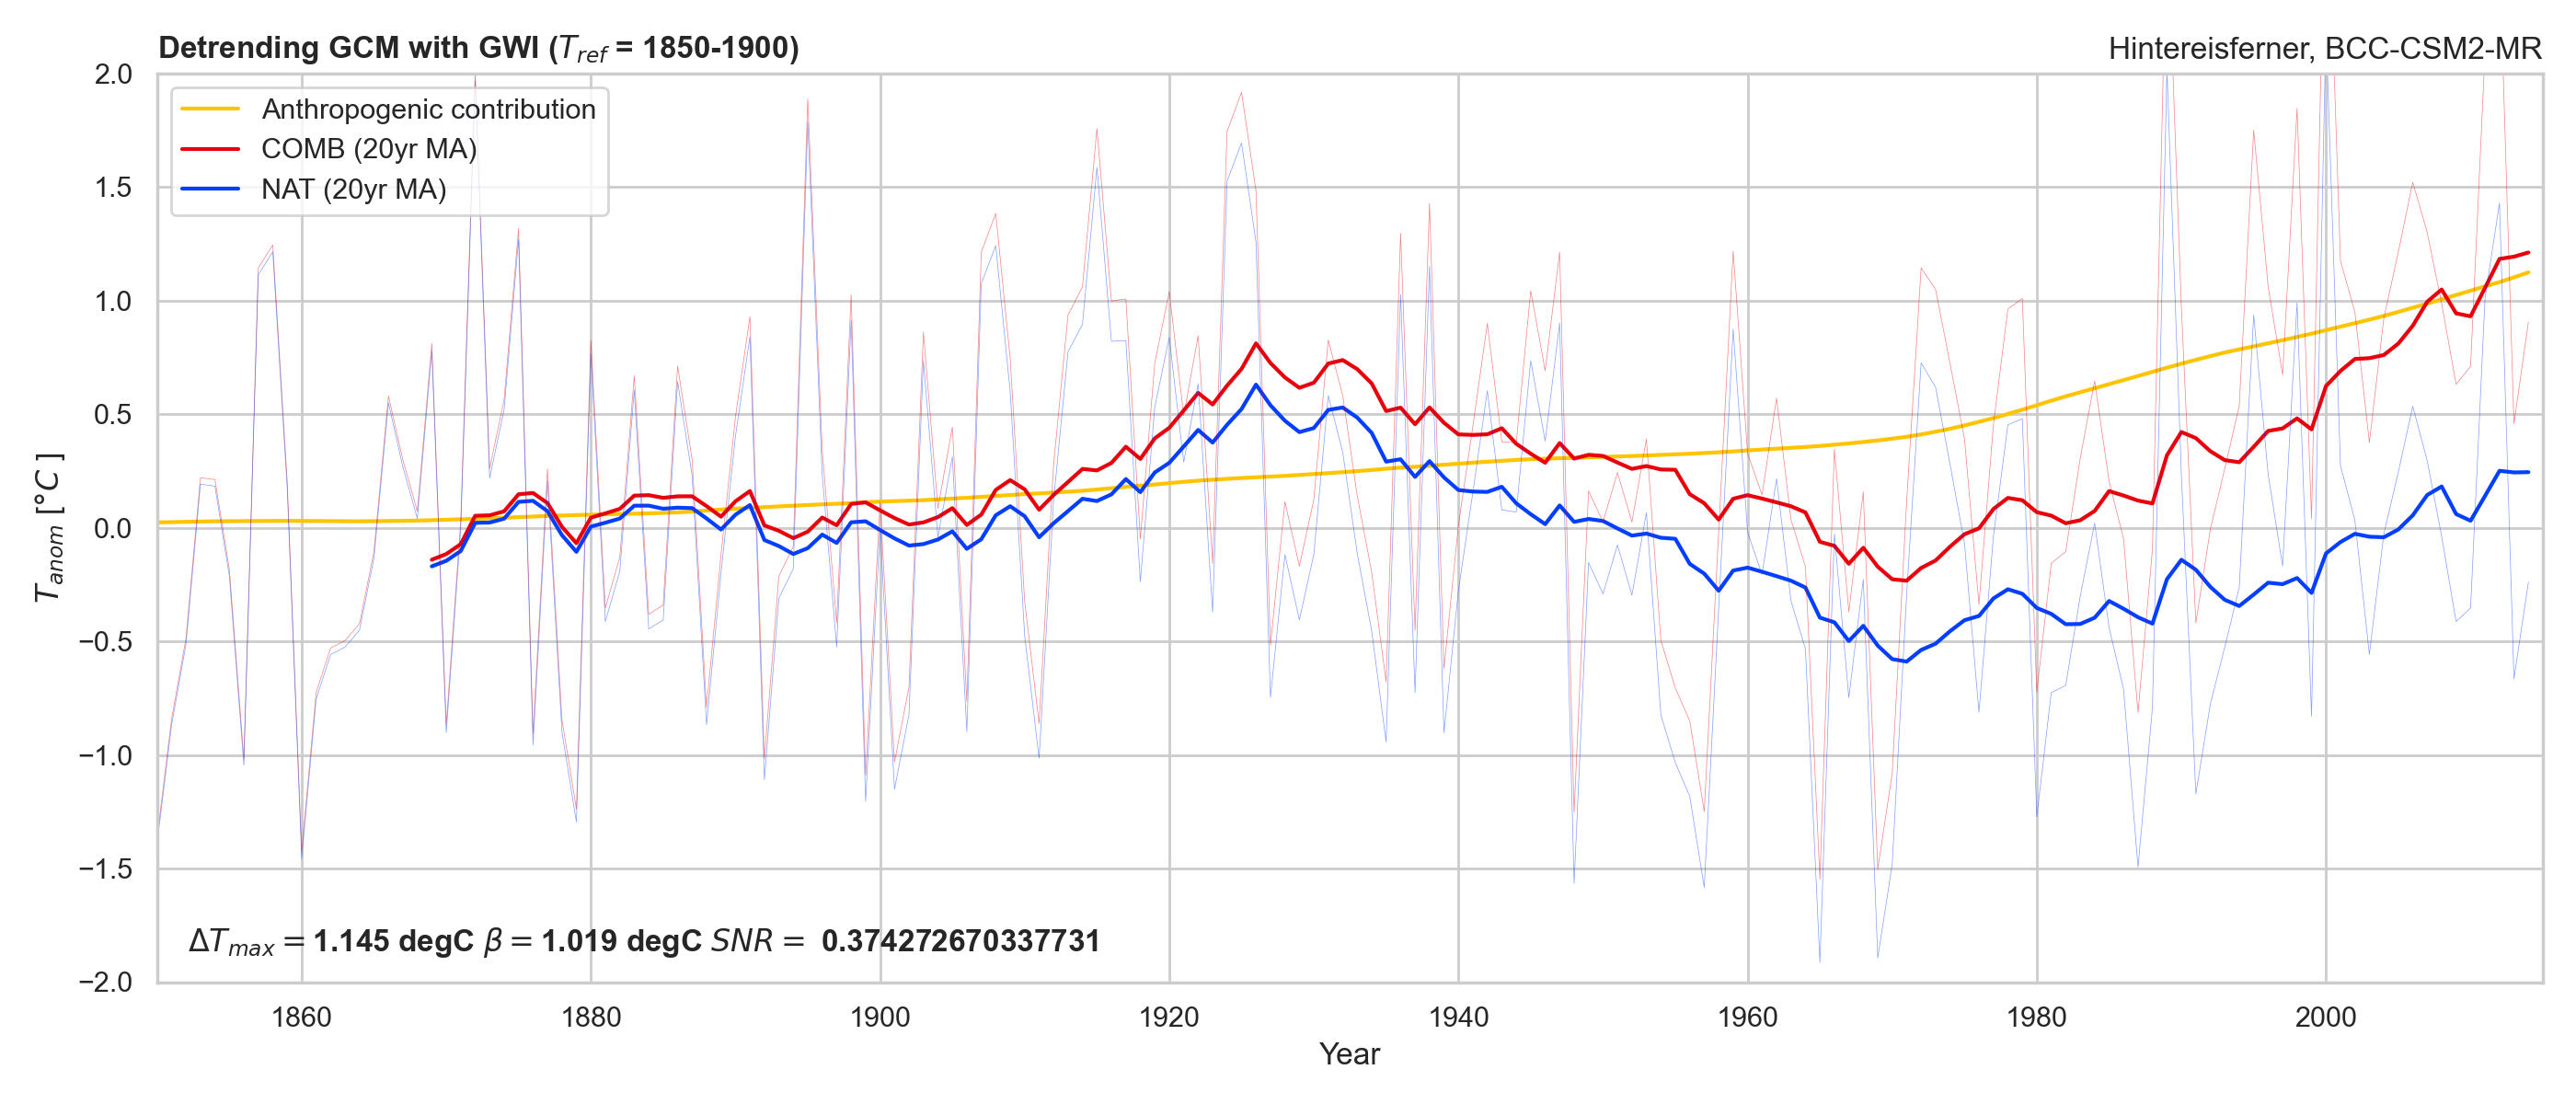 Detrending GCM with GWI (T_ref = 1850-1900)
Hintereisferner, BCC-CSM2-MR
2.0
1.5
1.0
0.5
0.0
−0.5
−1.0
−1.5
−2.0
T_anom [°C ]
Anthropogenic contribution
COMB (20yr MA)
NAT (20yr MA)
ΔT_max = 1.145 degC β = 1.019 degC SNR = 0.374272670337731
1860 1880 1900 1920 1940 1960 1980 2000
Year